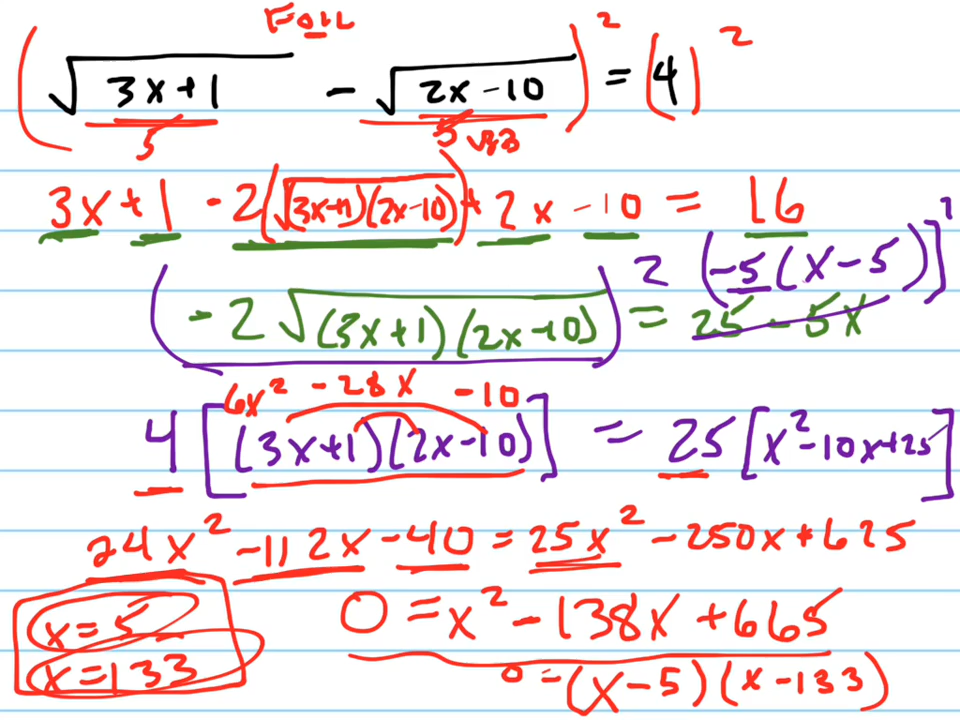 FOIL
(√(3x+1) - √(2x-10))² = (4)²
5 5 133
3x + 1 - 2(√(3x+1)(2x-10)) + 2x - 10 = 16
(-5(x-5))]²
(-2√(3x+1)(2x-10))² = 25-5x
6x² - 28x - 10
4[(3x+1)(2x-10)] = 25[x²-10x+25]
24x² - 112x - 40 = 25x² - 250x + 625
0 = x² - 138x + 665
x=5
x=133
0=(x-5)(x-133)